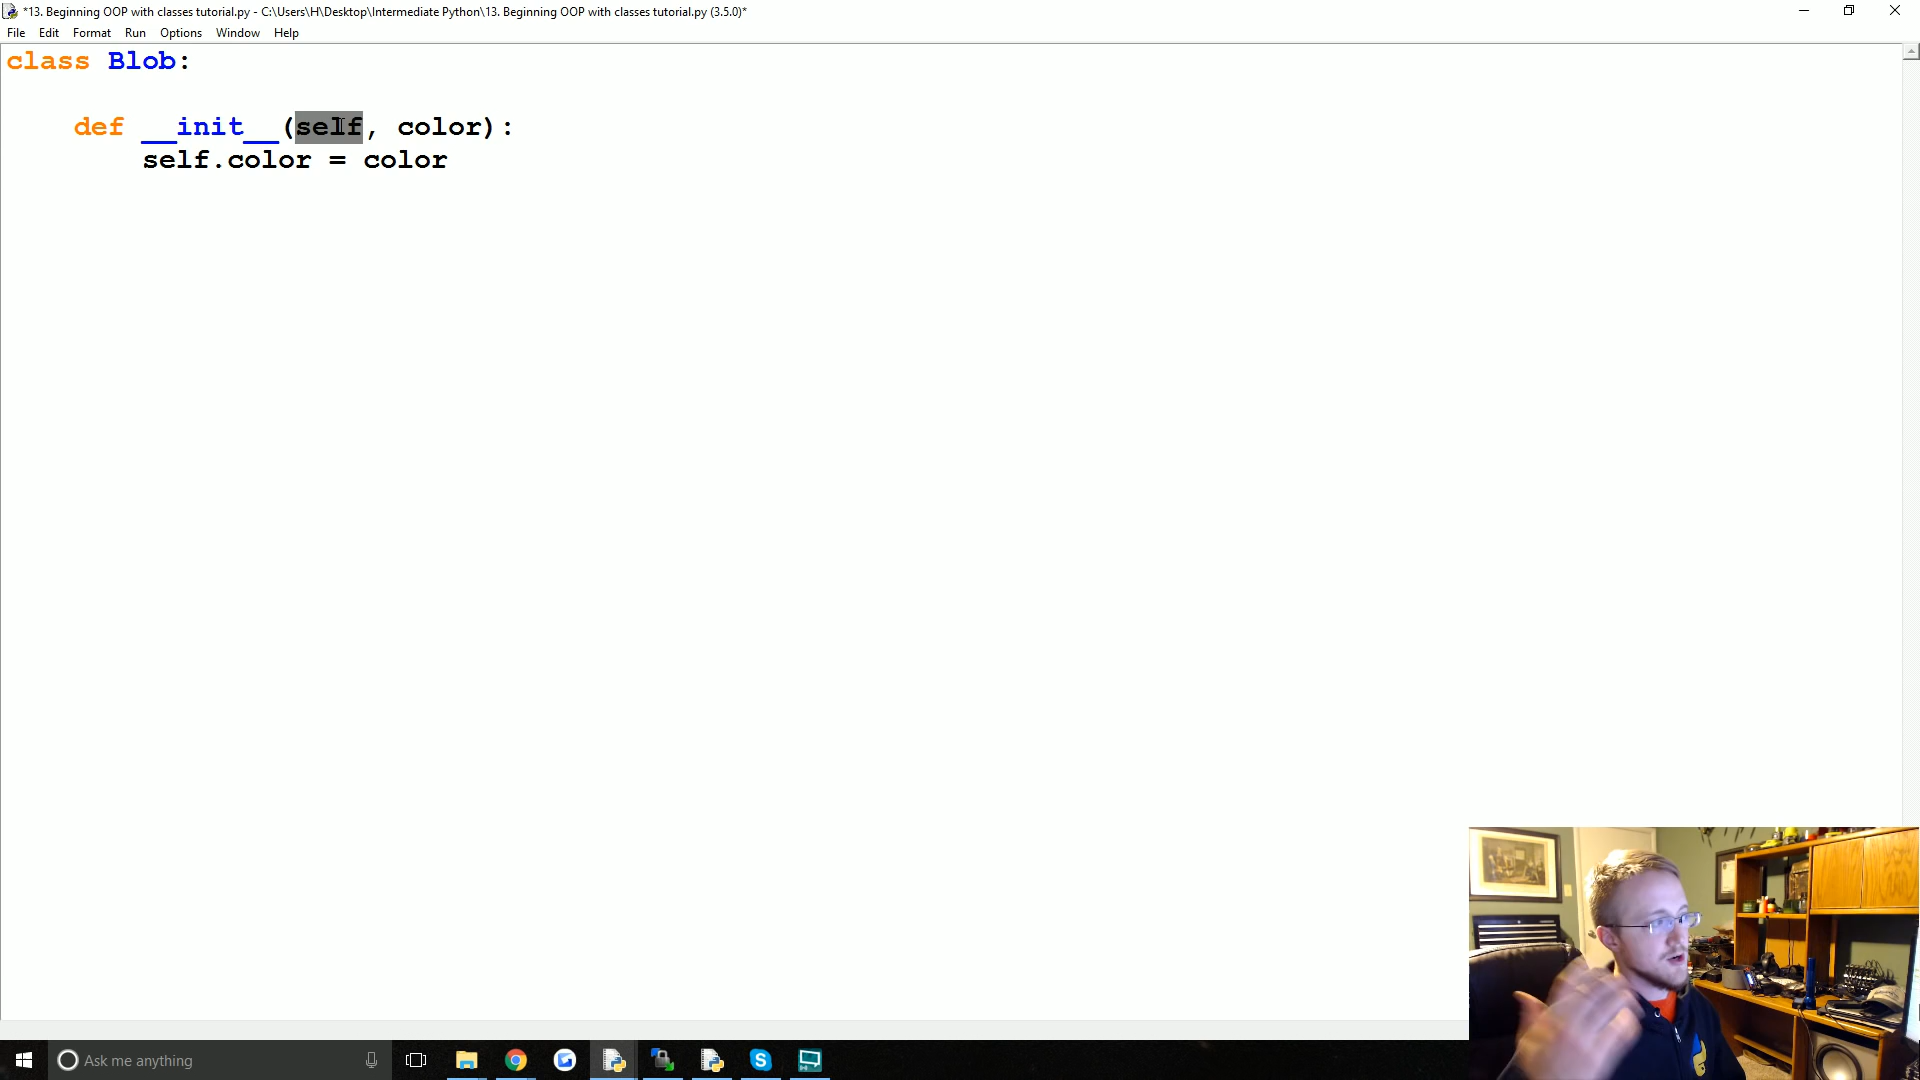 *13. Beginning OOP with classes tutorial.py - C:\Users\H\Desktop\Intermediate Python\13. Beginning OOP with classes tutorial.py (3.5.0)*
File Edit Format Run Options Window Help
class Blob:
def __init__(self, color):
self.color = color
Ask me anything